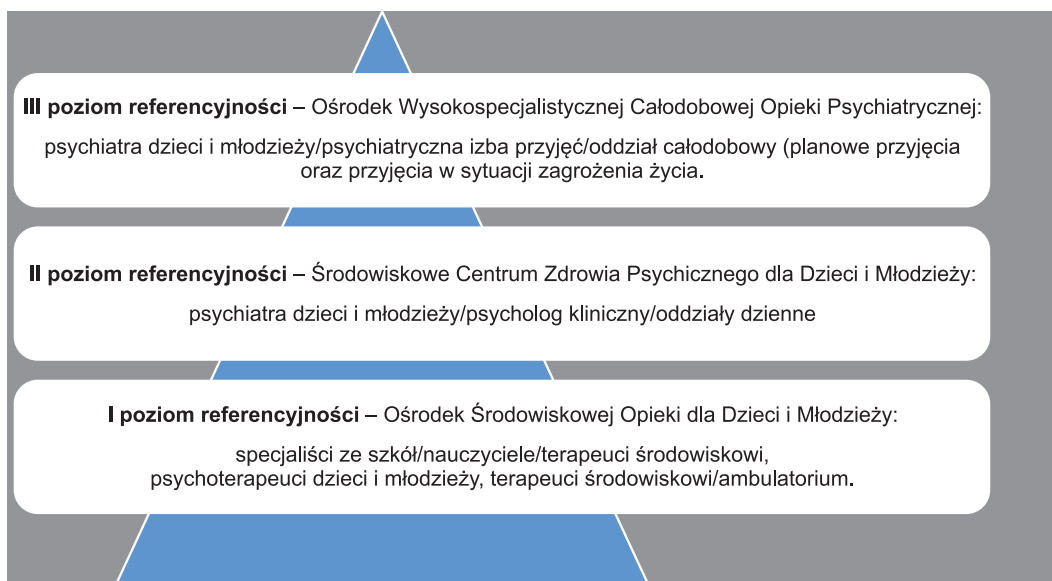 III poziom referencyjności – Ośrodek Wysokospecjalistycznej Całodobowej Opieki Psychiatrycznej:
psychiatra dzieci i młodzieży/psychiatryczna izba przyjęć/oddział całodobowy (planowe przyjęcia
oraz przyjęcia w sytuacji zagrożenia życia.
II poziom referencyjności – Środowiskowe Centrum Zdrowia Psychicznego dla Dzieci i Młodzieży:
psychiatra dzieci i młodzieży/psycholog kliniczny/oddziały dzienne
I poziom referencyjności – Ośrodek Środowiskowej Opieki dla Dzieci i Młodzieży:
specjaliści ze szkół/nauczyciele/terapeuci środowiskowi,
psychoterapeuci dzieci i młodzieży, terapeuci środowiskowi/ambulatorium.